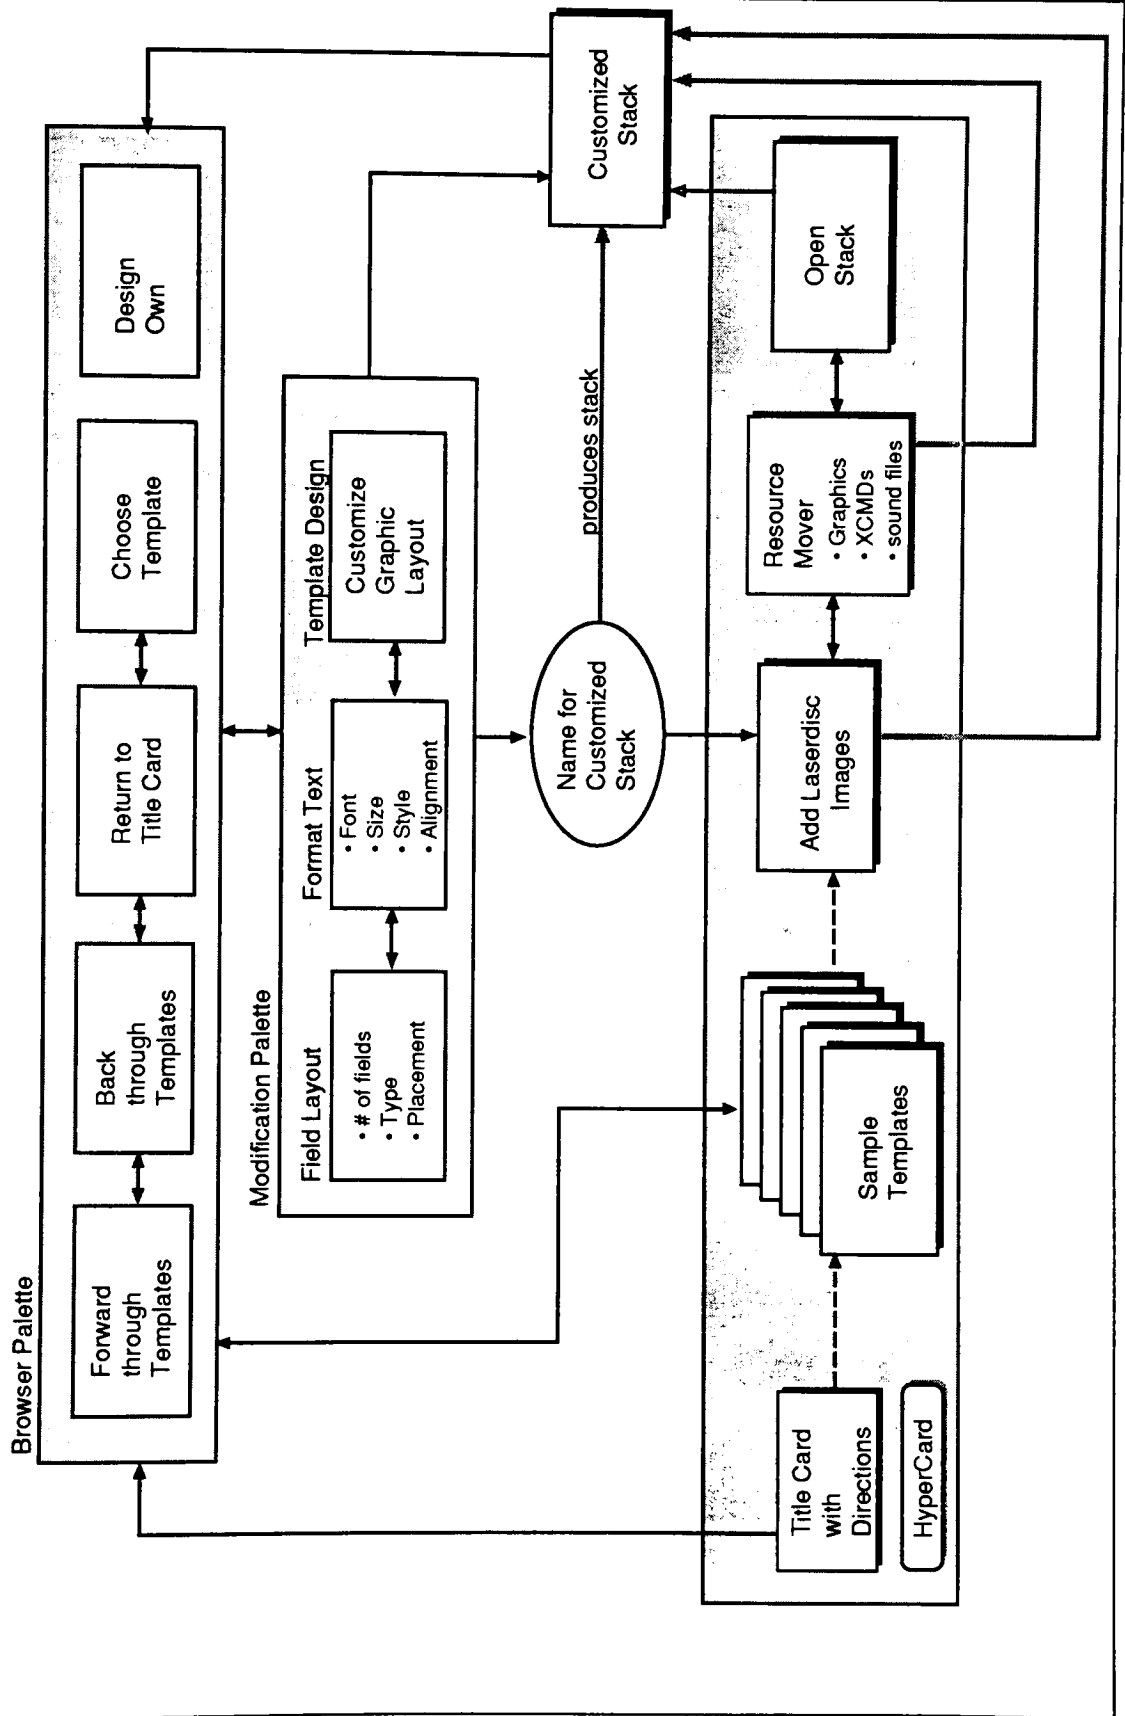 Browser Palette
Forward
through
Templates
Back
through
Templates
Return to
Title Card
Choose
Template
Design
Own
Modification Palette
Field Layout
• # of fields
• Type
• Placement
Format Text
• Font
• Size
• Style
• Alignment
Template Design
Customize
Graphic
Layout
Name for
Customized
Stack
produces stack
Customized
Stack
Title Card
with
Directions
HyperCard
Sample
Templates
Add Laserdisc
Images
Resource
Mover
• Graphics
• XCMDs
• sound files
Open
Stack